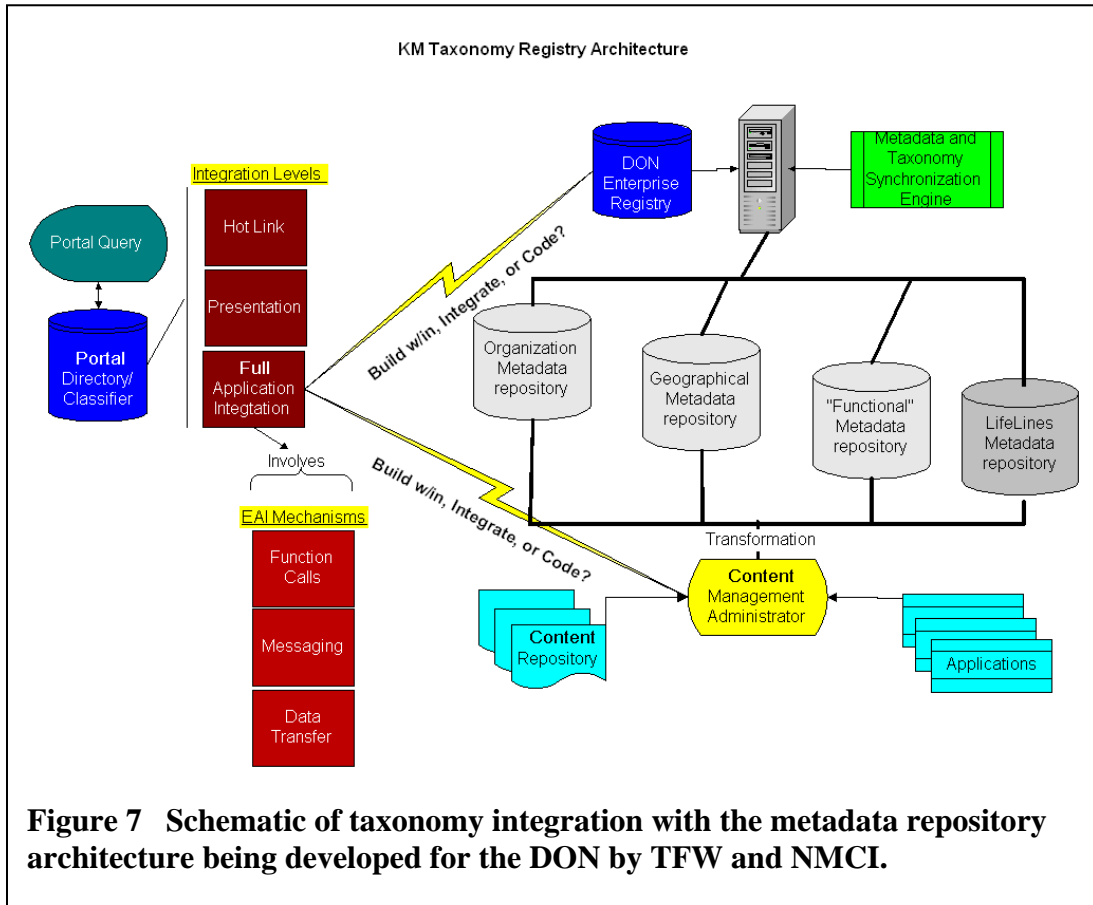 KM Taxonomy Registry Architecture
Integration Levels
Hot Link
Presentation
Full
Application
Integtation
Portal Query
Portal
Directory/
Classifier
Involves
EAI Mechanisms
Function
Calls
Messaging
Data
Transfer
Build w/in, Integrate, or Code?
Build w/in, Integrate, or Code?
DON
Enterprise
Registry
Metadata and
Taxonomy
Synchronization
Engine
Organization
Metadata
repository
Geographical
Metadata
repository
"Functional"
Metadata
repository
LifeLines
Metadata
repository
Transformation
Content
Management
Administrator
Content
Repository
Applications
Figure 7 Schematic of taxonomy integration with the metadata repository
architecture being developed for the DON by TFW and NMCI.